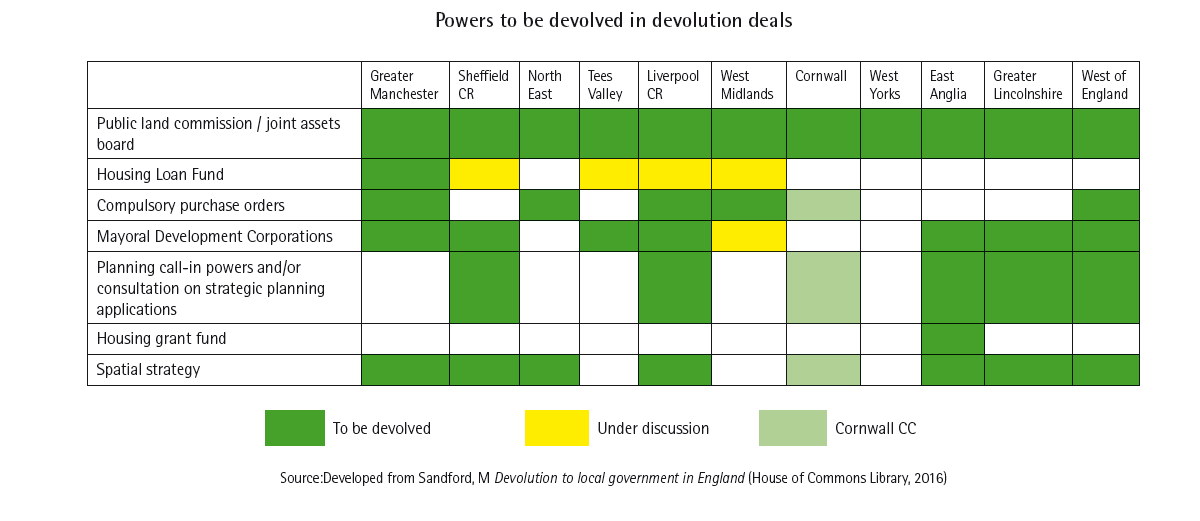 Powers to be devolved in devolution deals
Greater
Manchester
Sheffield
CR
North
East
Tees
Valley
Liverpool
CR
West
Midlands
Cornwall
West
Yorks
East
Anglia
Greater
Lincolnshire
West of
England
Public land commission / joint assets
board
Housing Loan Fund
Compulsory purchase orders
Mayoral Development Corporations
Planning call-in powers and/or
consultation on strategic planning
applications
Housing grant fund
Spatial strategy
To be devolved
Under discussion
Cornwall CC
Source:Developed from Sandford, M Devolution to local government in England (House of Commons Library, 2016)